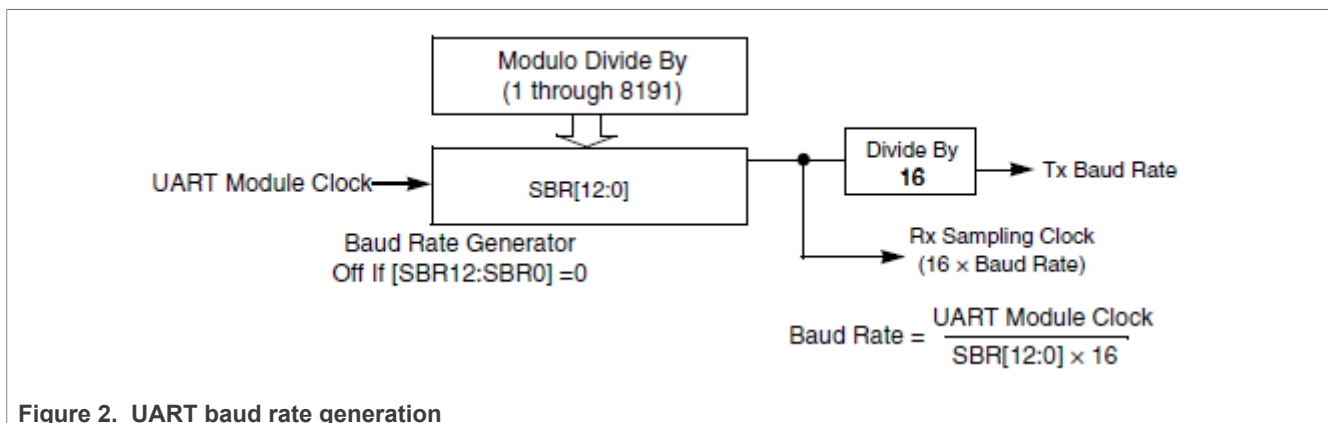 Modulo Divide By
(1 through 8191)
UART Module Clock
SBR[12:0]
Divide By
16
Tx Baud Rate
Baud Rate Generator
Off If [SBR12:SBR0] =0
Rx Sampling Clock
(16 × Baud Rate)
Baud Rate = UART Module Clock
SBR[12:0] × 16
Figure 2. UART baud rate generation